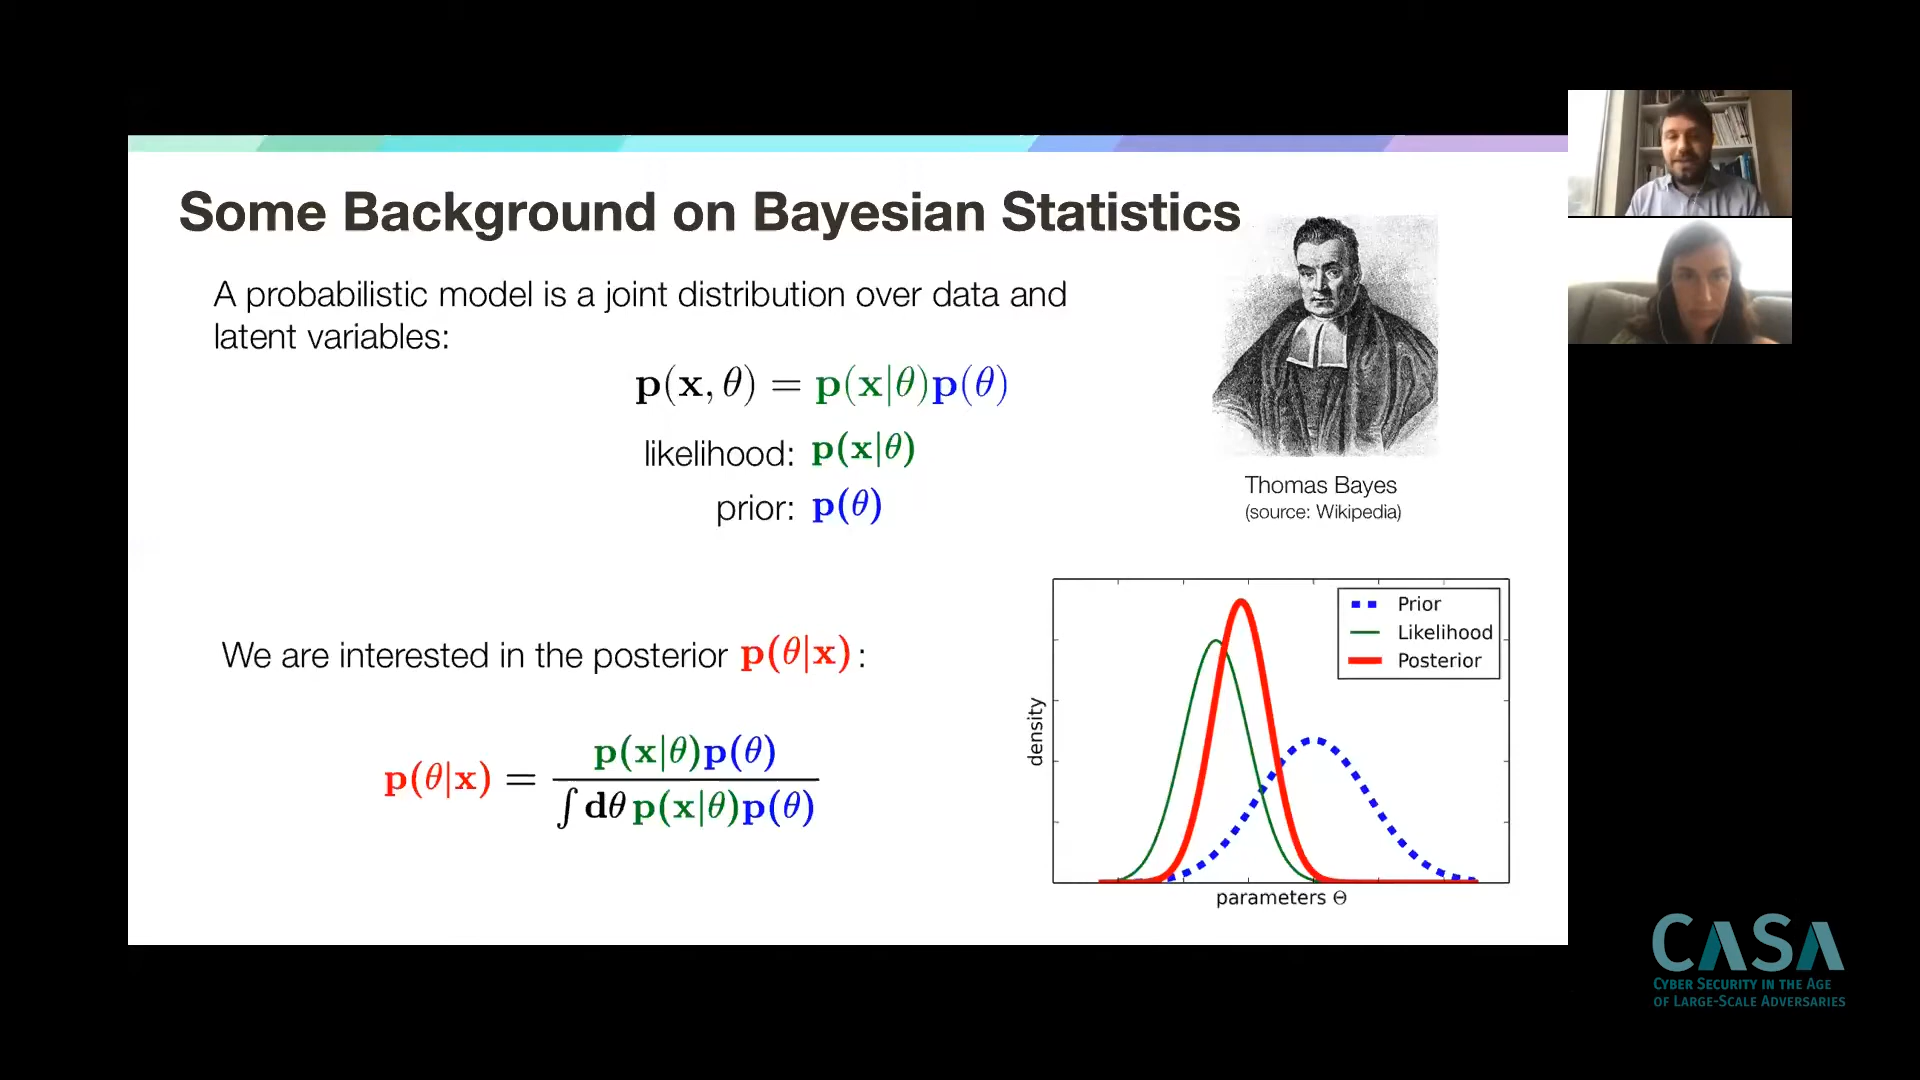 Some Background on Bayesian Statistics
A probabilistic model is a joint distribution over data and
latent variables:
p(x, θ) = p(x|θ)p(θ)
likelihood: p(x|θ)
prior: p(θ)
Thomas Bayes
(source: Wikipedia)
We are interested in the posterior p(θ|x) :
p(θ|x) = p(x|θ)p(θ)
∫ dθ p(x|θ)p(θ)
Prior
Likelihood
Posterior
density
parameters Θ
CASA
CYBER SECURITY IN THE AGE
OF LARGE-SCALE ADVERSARIES